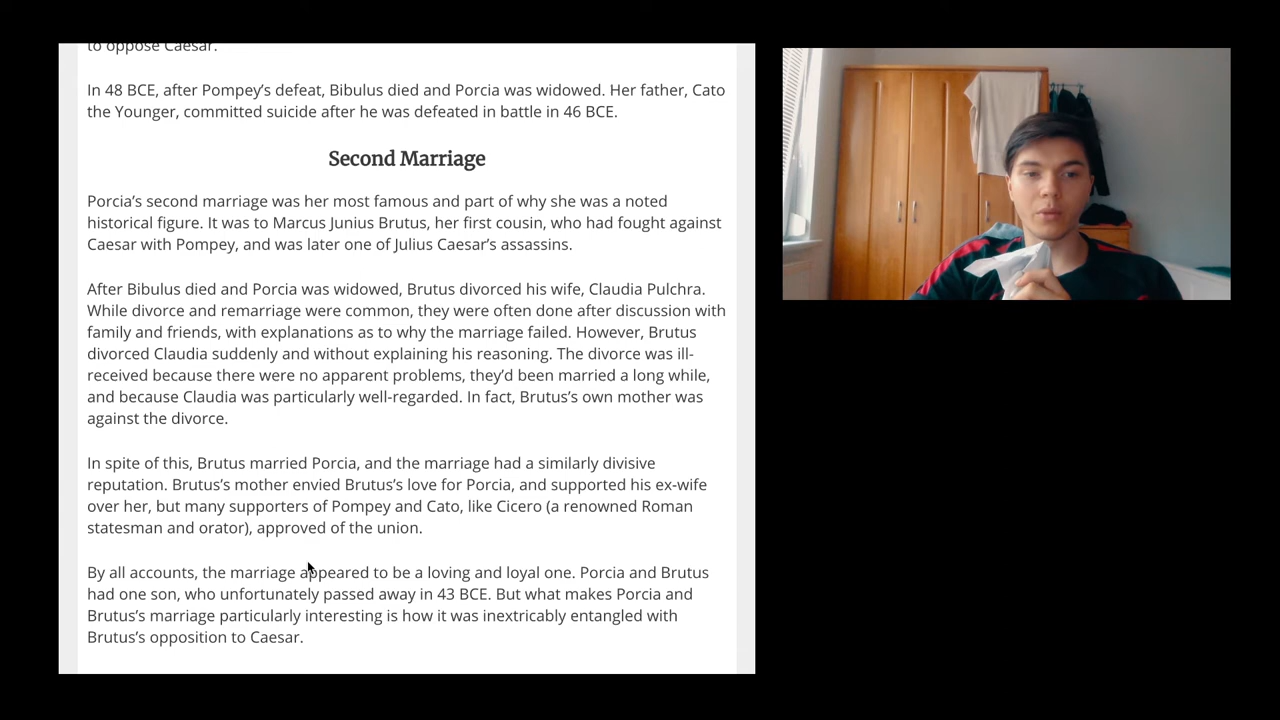 to oppose Caesar.
In 48 BCE, after Pompey’s defeat, Bibulus died and Porcia was widowed. Her father, Cato
the Younger, committed suicide after he was defeated in battle in 46 BCE.
Second Marriage
Porcia’s second marriage was her most famous and part of why she was a noted
historical figure. It was to Marcus Junius Brutus, her first cousin, who had fought against
Caesar with Pompey, and was later one of Julius Caesar’s assassins.
After Bibulus died and Porcia was widowed, Brutus divorced his wife, Claudia Pulchra.
While divorce and remarriage were common, they were often done after discussion with
family and friends, with explanations as to why the marriage failed. However, Brutus
divorced Claudia suddenly and without explaining his reasoning. The divorce was ill-
received because there were no apparent problems, they’d been married a long while,
and because Claudia was particularly well-regarded. In fact, Brutus’s own mother was
against the divorce.
In spite of this, Brutus married Porcia, and the marriage had a similarly divisive
reputation. Brutus’s mother envied Brutus’s love for Porcia, and supported his ex-wife
over her, but many supporters of Pompey and Cato, like Cicero (a renowned Roman
statesman and orator), approved of the union.
By all accounts, the marriage appeared to be a loving and loyal one. Porcia and Brutus
had one son, who unfortunately passed away in 43 BCE. But what makes Porcia and
Brutus’s marriage particularly interesting is how it was inextricably entangled with
Brutus’s opposition to Caesar.